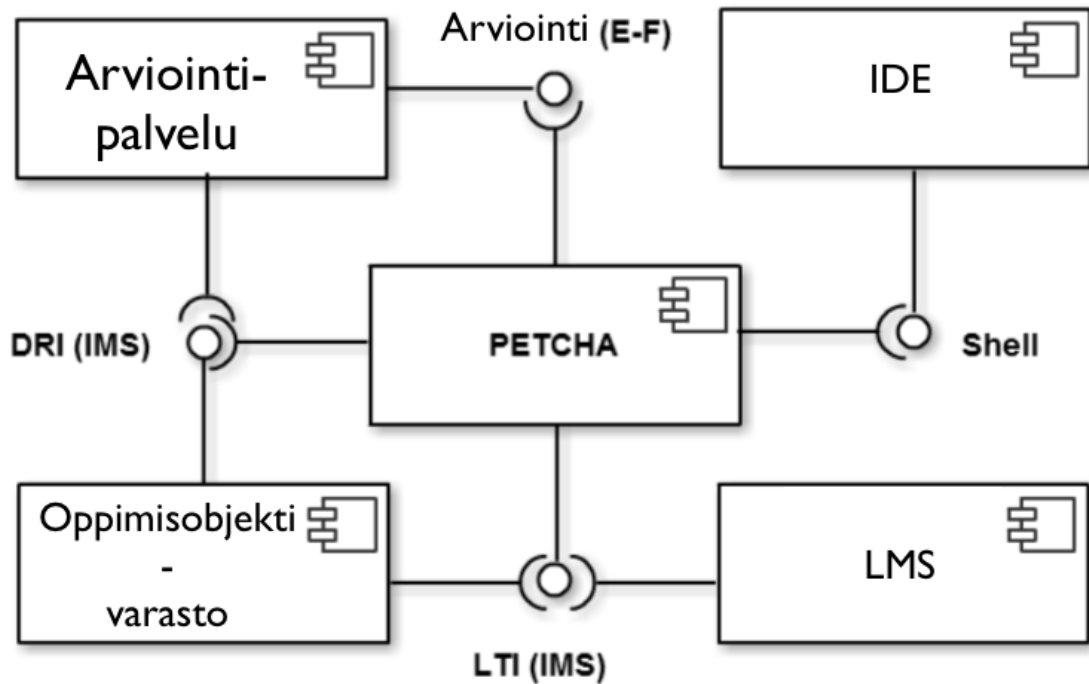 Arviointi-
palvelu
Arviointi (E-F)
IDE
DRI (IMS)
PETCHA
Shell
Oppimisobjekti
-
varasto
LMS
LTI (IMS)